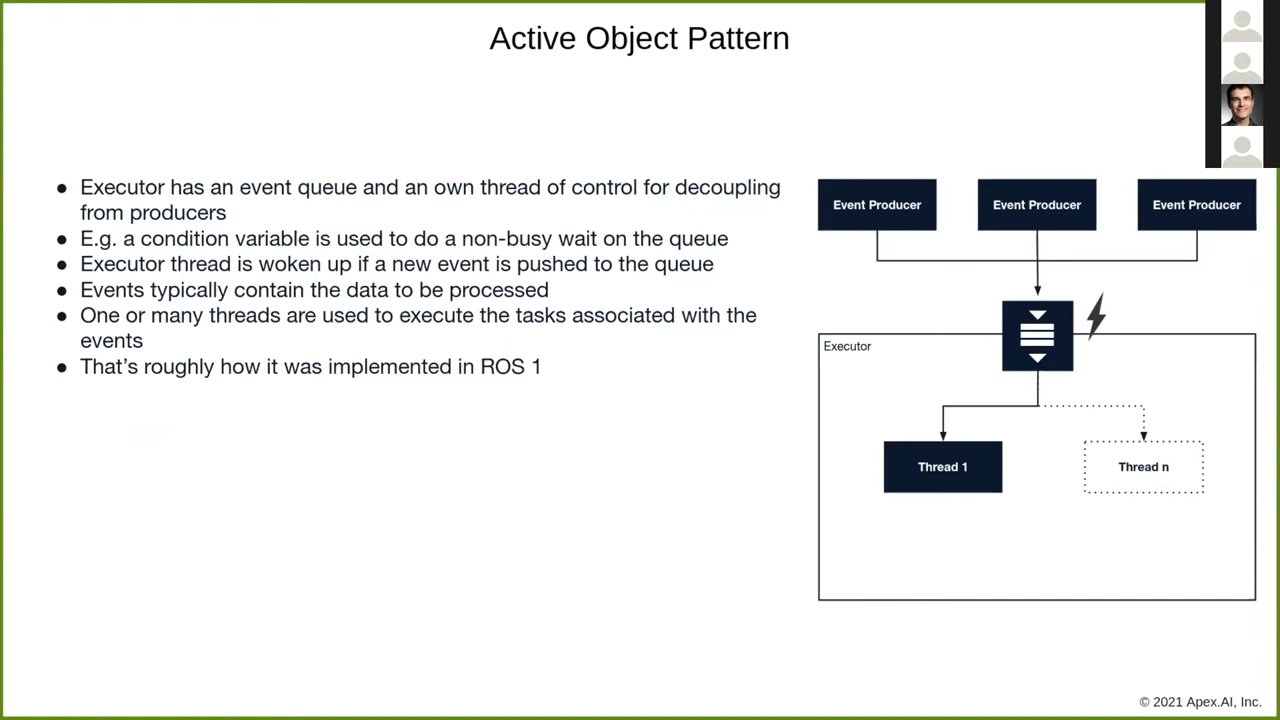 Active Object Pattern
● Executor has an event queue and an own thread of control for decoupling
from producers
● E.g. a condition variable is used to do a non-busy wait on the queue
● Executor thread is woken up if a new event is pushed to the queue
● Events typically contain the data to be processed
● One or many threads are used to execute the tasks associated with the
events
● That’s roughly how it was implemented in ROS 1
Event Producer
Event Producer
Event Producer
Executor
Thread 1
Thread n
© 2021 Apex.AI, Inc.